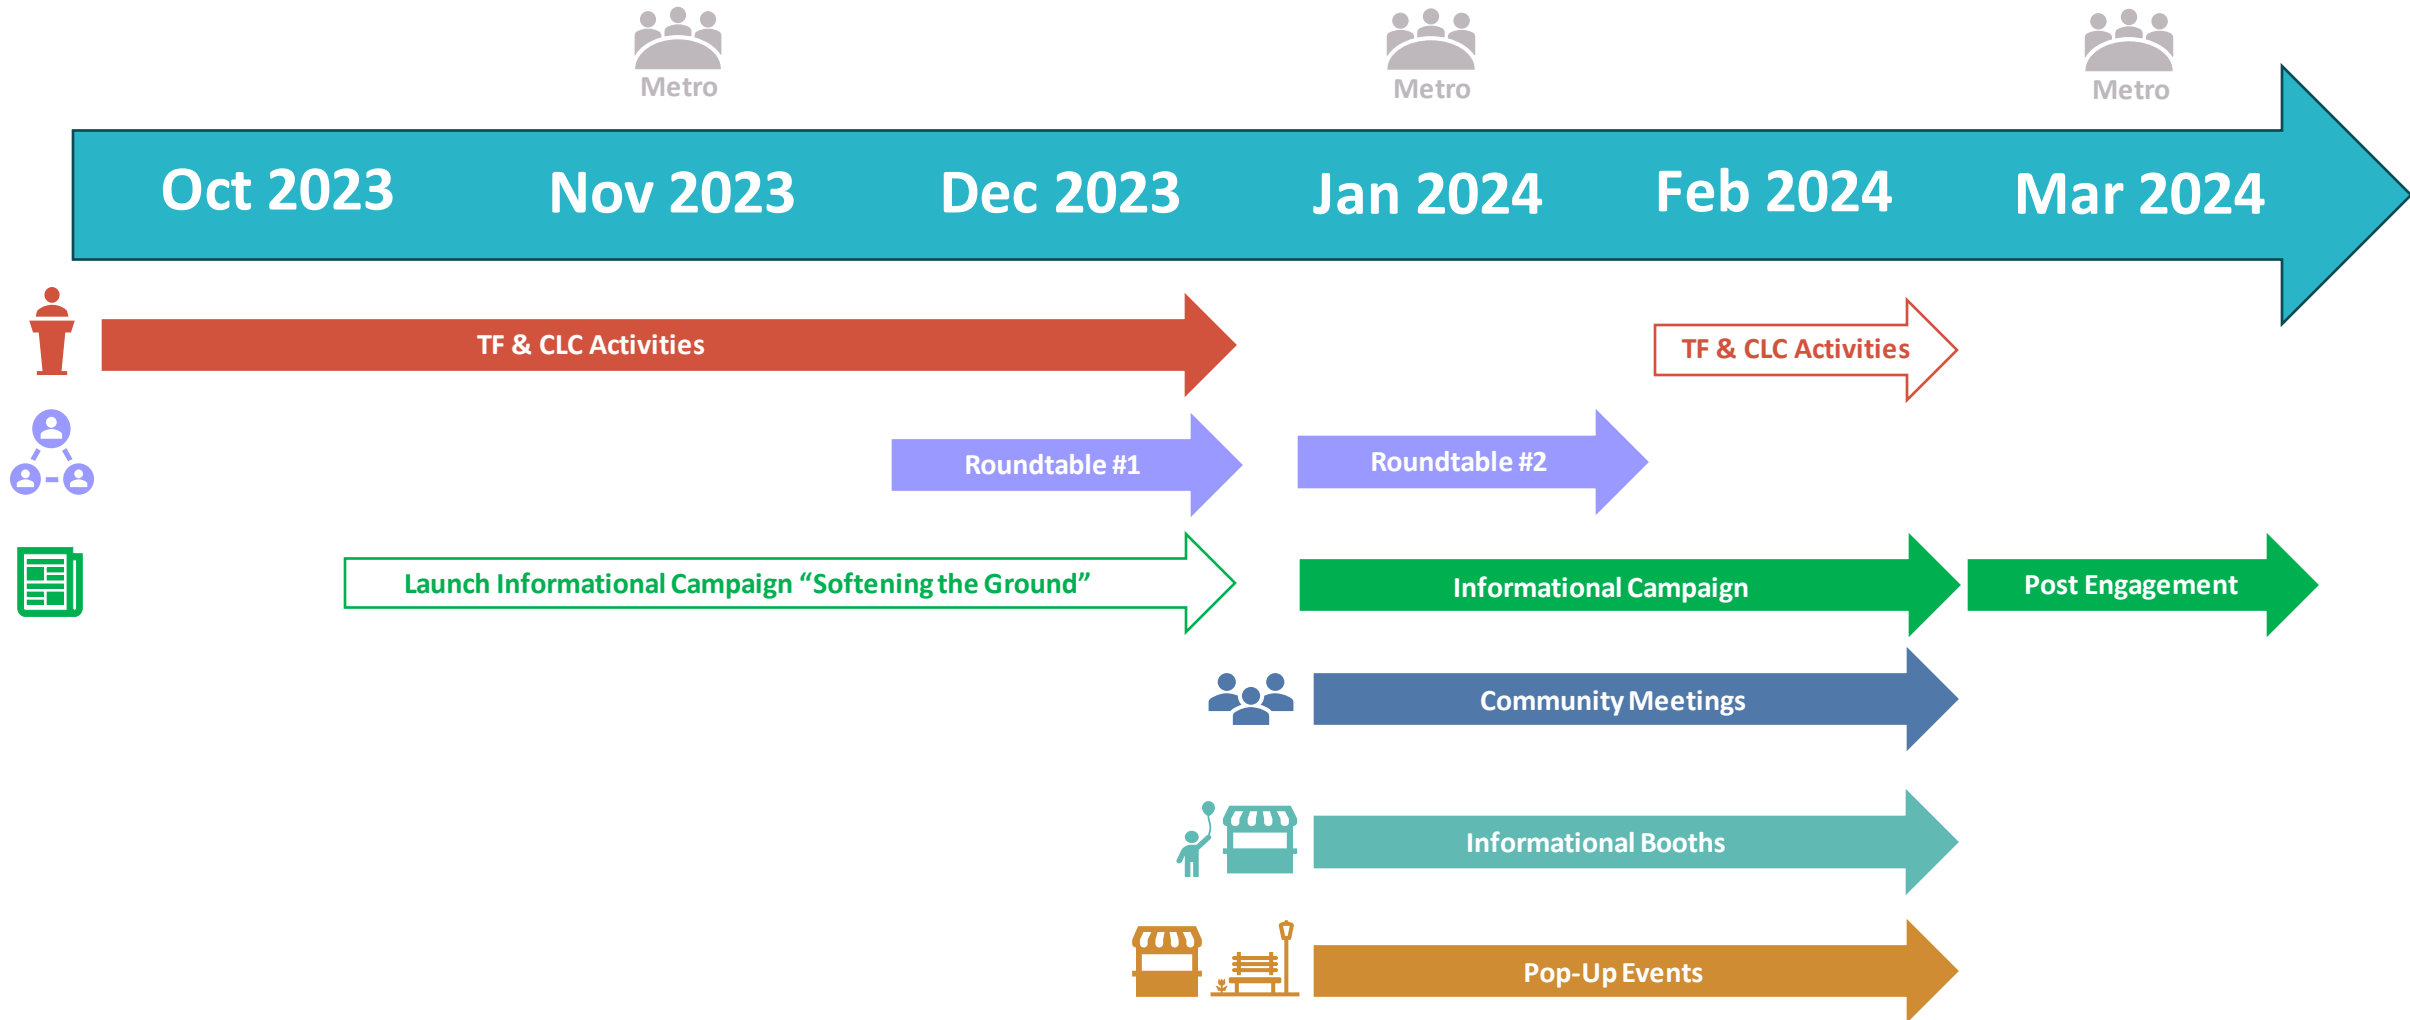 Metro
Metro
Metro
Oct 2023
Nov 2023
Dec 2023
Jan 2024
Feb 2024
Mar 2024
TF & CLC Activities
TF & CLC Activities
Roundtable #1
Roundtable #2
Launch Informational Campaign “Softening the Ground”
Informational Campaign
Post Engagement
Community Meetings
Informational Booths
Pop-Up Events